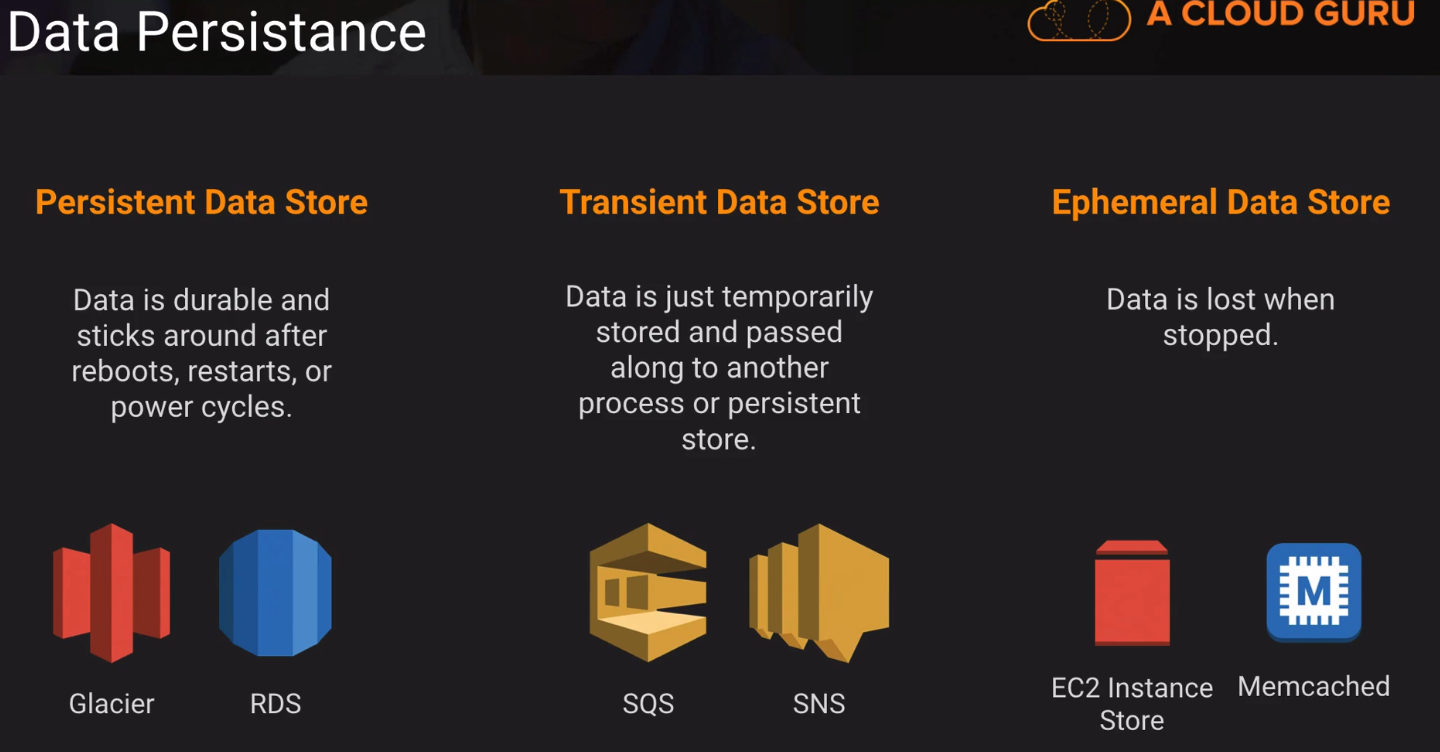 Data Persistance
A CLOUD GURU
Persistent Data Store
Data is durable and
sticks around after
reboots, restarts, or
power cycles.
Glacier
RDS
Transient Data Store
Data is just temporarily
stored and passed
along to another
process or persistent
store.
SQS
SNS
Ephemeral Data Store
Data is lost when
stopped.
M
EC2 Instance
Store
Memcached